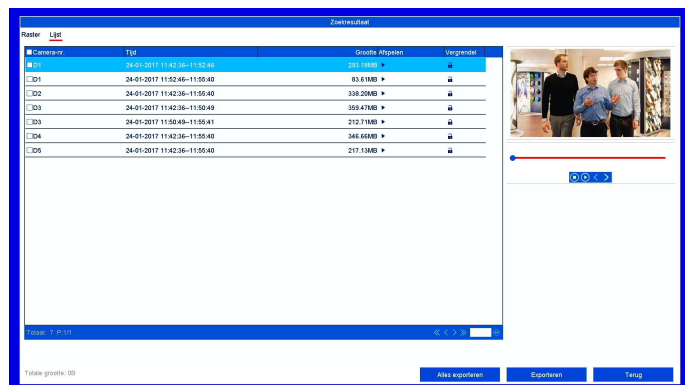 Zoekresultaat
Raster Lijst
Camera-nr. Tijd Grootte Afspelen Vergrendel
D1 24-01-2017 11:42:36--11:52:46 293.18MB
D1 24-01-2017 11:52:46--11:55:40 83.61MB
D2 24-01-2017 11:42:36--11:55:40 338.20MB
D3 24-01-2017 11:42:36--11:50:49 359.47MB
D3 24-01-2017 11:50:49--11:55:41 212.71MB
D4 24-01-2017 11:42:36--11:55:40 346.66MB
D5 24-01-2017 11:42:36--11:55:40 217.13MB
Totaal: 7 P:1/1
Totale grootte: 0B
Alles exporteren Exporteren Terug